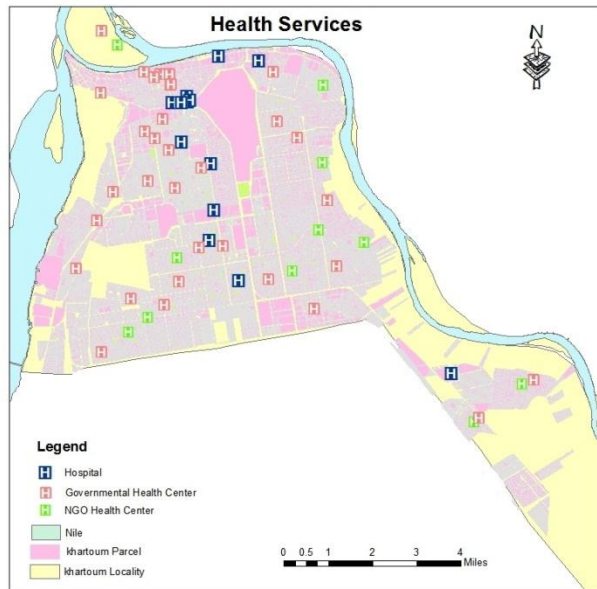 Health Services
N
Legend
Hospital
Governmental Health Center
NGO Health Center
Nile
khartoum Parcel
khartoum Locality
0 0.5 1 2 3 4
Miles